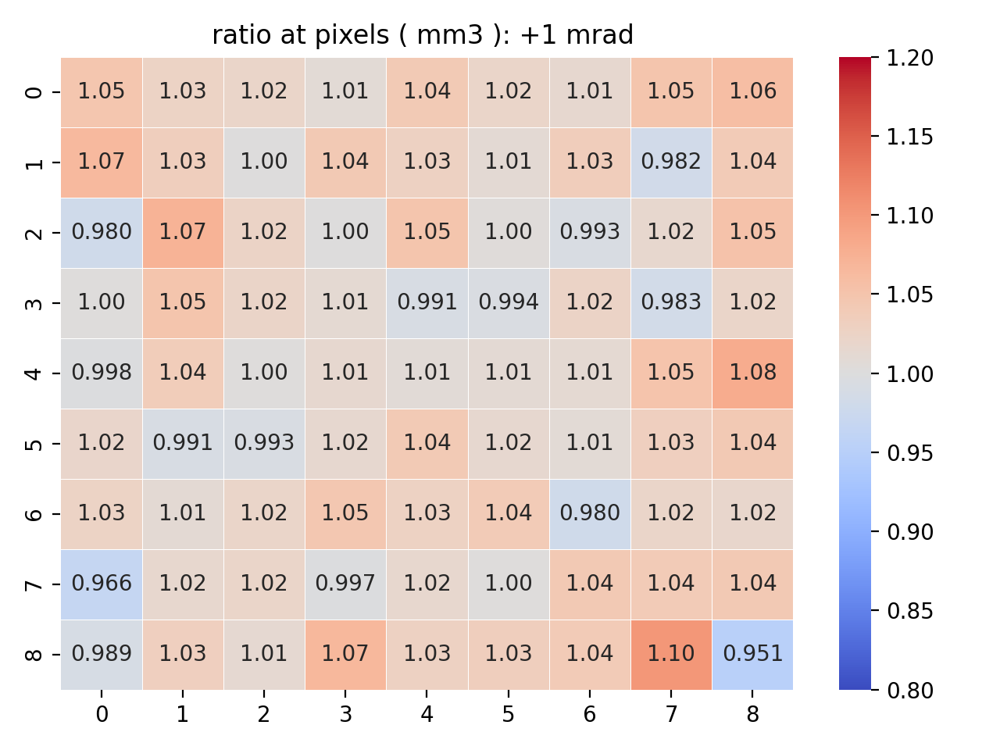 ratio at pixels ( mm3 ): +1 mrad
0 1.05 1.03 1.02 1.01 1.04 1.02 1.01 1.05 1.06
1 1.07 1.03 1.00 1.04 1.03 1.01 1.03 0.982 1.04
2 0.980 1.07 1.02 1.00 1.05 1.00 0.993 1.02 1.05
3 1.00 1.05 1.02 1.01 0.991 0.994 1.02 0.983 1.02
4 0.998 1.04 1.00 1.01 1.01 1.01 1.01 1.05 1.08
5 1.02 0.991 0.993 1.02 1.04 1.02 1.01 1.03 1.04
6 1.03 1.01 1.02 1.05 1.03 1.04 0.980 1.02 1.02
7 0.966 1.02 1.02 0.997 1.02 1.00 1.04 1.04 1.04
8 0.989 1.03 1.01 1.07 1.03 1.03 1.04 1.10 0.951
0 1 2 3 4 5 6 7 8
1.20
1.15
1.10
1.05
1.00
0.95
0.90
0.85
0.80